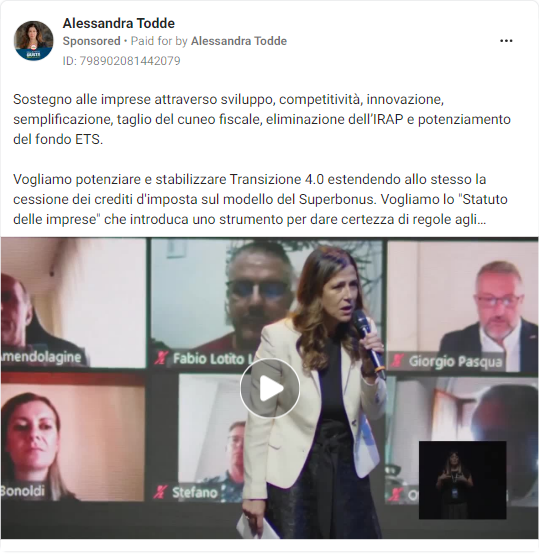 Alessandra Todde
Sponsored • Paid for by Alessandra Todde
ID: 798902081442079
Sostegno alle imprese attraverso sviluppo, competitività, innovazione,
semplificazione, taglio del cuneo fiscale, eliminazione dell'IRAP e potenziamento
del fondo ETS.
Vogliamo potenziare e stabilizzare Transizione 4.0 estendendo allo stesso la
cessione dei crediti d'imposta sul modello del Superbonus. Vogliamo lo "Statuto
delle imprese" che introduca uno strumento per dare certezza di regole agli...
Amendolagine
Fabio Lotito L
Giorgio Pasqua
Bonoldi
Stefano